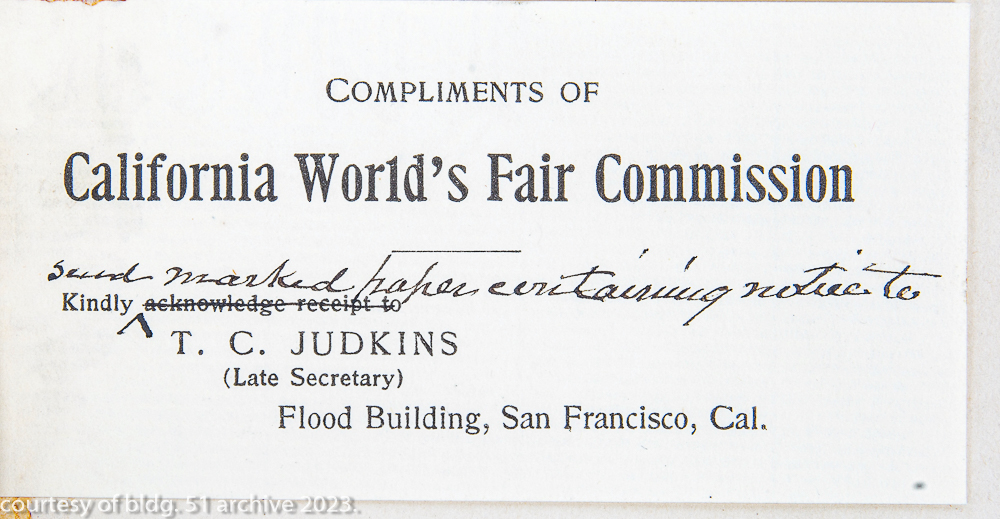 COMPLIMENTS OF
California World's Fair Commission
send marked paper containing notice to
Kindly acknowledge receipt to
T. C. JUDKINS
(Late Secretary)
Flood Building, San Francisco, Cal.
courtesy of bldg. 51 archive 2023.